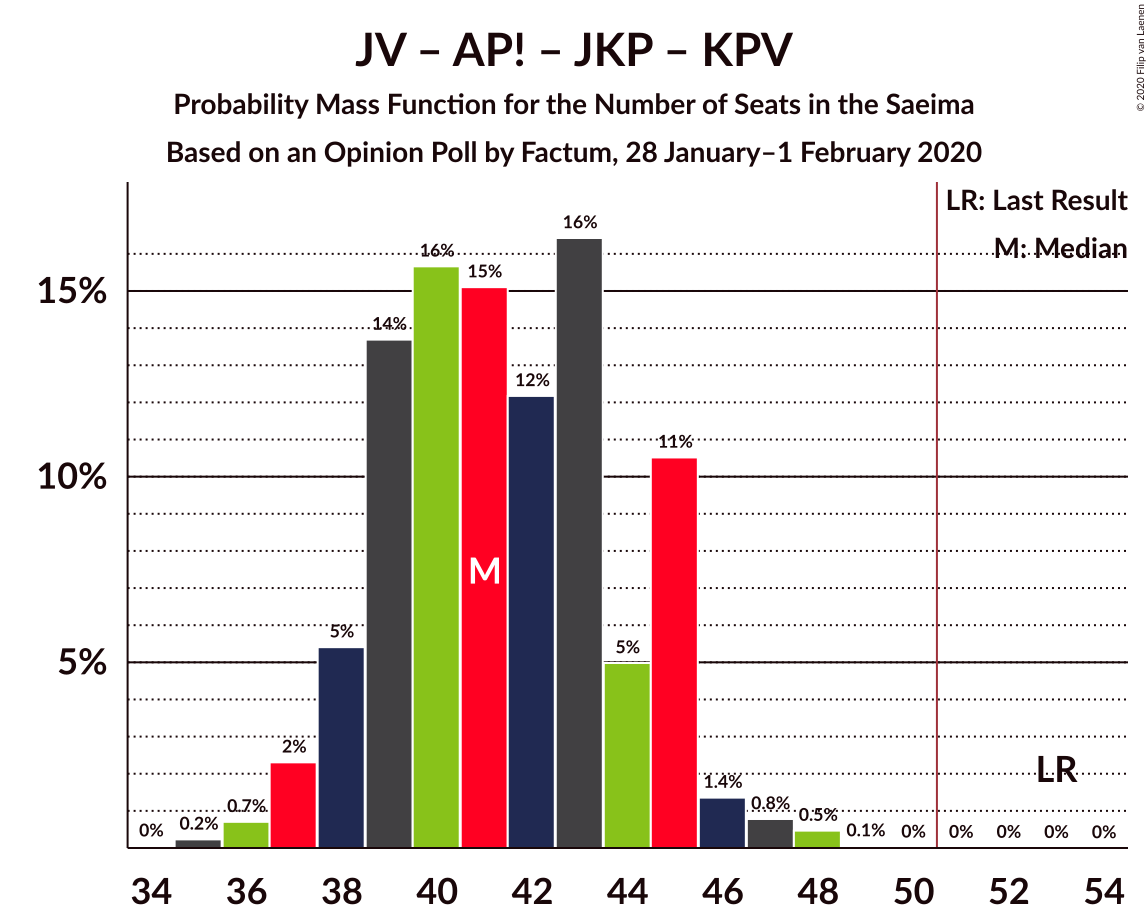 JV – AP! – JKP – KPV
Probability Mass Function for the Number of Seats in the Saeima
Based on an Opinion Poll by Factum, 28 January–1 February 2020
© 2020 Filip van Laenen
LR: Last Result
M: Median
15%
10%
5%
0%
0.2%
0.7%
2%
5%
14%
16%
15%
12%
16%
5%
11%
1.4%
0.8%
0.5%
0.1%
0%
0%
0%
0%
0%
M
LR
34 36 38 40 42 44 46 48 50 52 54